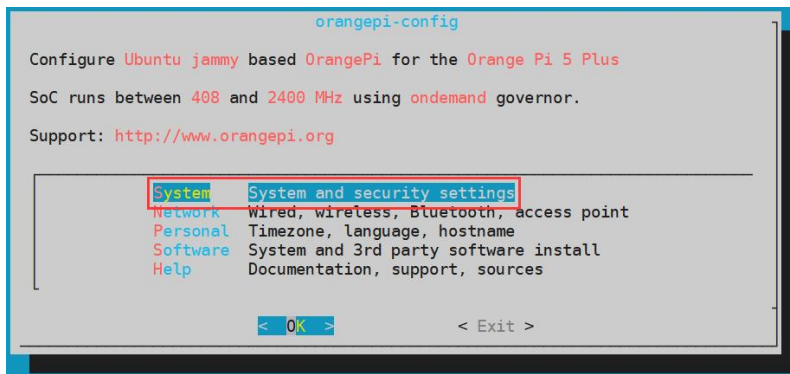 orangepi-config
Configure Ubuntu jammy based OrangePi for the Orange Pi 5 Plus
SoC runs between 408 and 2400 MHz using ondemand governor.
Support: http://www.orangepi.org
System System and security settings
Network Wired, wireless, Bluetooth, access point
Personal Timezone, language, hostname
Software System and 3rd party software install
Help Documentation, support, sources
< OK > < Exit >